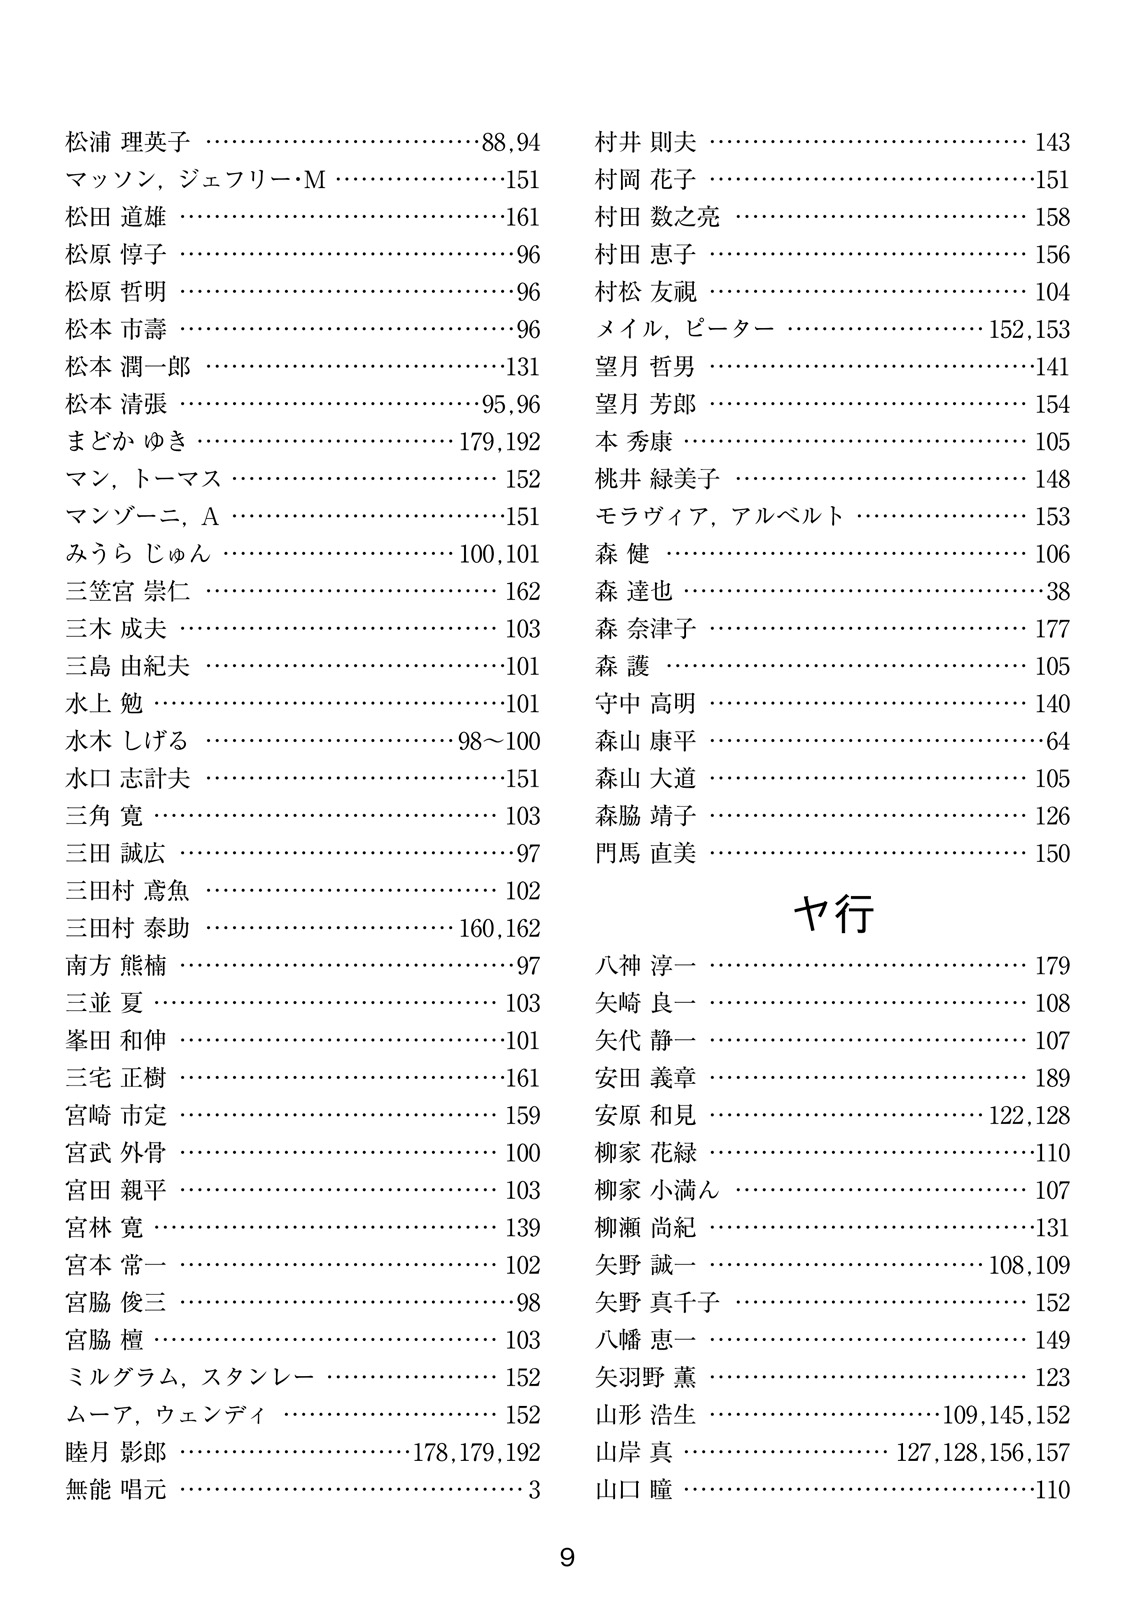 松浦 理英子 ……………………………88,94
マッソン, ジェフリー・M …………………151
松田 道雄 …………………………………161
松原 惇子 …………………………………96
松原 哲明 …………………………………96
松本 市壽 …………………………………96
松本 潤一郎 ………………………………131
松本 清張 ………………………………95,96
まどか ゆき …………………………179,192
マン, トーマス …………………………… 152
マンゾーニ, A ……………………………151
みうら じゅん ………………………100,101
三笠宮 崇仁 ……………………………… 162
三木 成夫 ………………………………… 103
三島 由紀夫 ………………………………101
水上 勉 ……………………………………101
水木 しげる …………………………98〜100
水口 志計夫 ………………………………151
三角 寛 …………………………………… 103
三田 誠広 …………………………………97
三田村 鳶魚 ……………………………… 102
三田村 泰助 …………………………160,162
南方 熊楠 …………………………………97
三並 夏 …………………………………… 103
峯田 和伸 …………………………………101
三宅 正樹 …………………………………161
宮崎 市定 ………………………………… 159
宮武 外骨 ………………………………… 100
宮田 親平 ………………………………… 103
宮林 寛 …………………………………… 139
宮本 常一 ………………………………… 102
宮脇 俊三 …………………………………98
宮脇 檀 …………………………………… 103
ミルグラム, スタンレー ………………… 152
ムーア, ウェンディ ……………………… 152
睦月 影郎 ………………………178,179,192
無能 唱元 …………………………………… 3
村井 則夫 ………………………………… 143
村岡 花子 …………………………………151
村田 数之亮 ……………………………… 158
村田 恵子 ………………………………… 156
村松 友視 ………………………………… 104
メイル, ピーター …………………… 152,153
望月 哲男 …………………………………141
望月 芳郎 ………………………………… 154
本 秀康 …………………………………… 105
桃井 緑美子 ……………………………… 148
モラヴィア, アルベルト ………………… 153
森 健 ……………………………………… 106
森 達也 ……………………………………38
森 奈津子 ………………………………… 177
森 護 ……………………………………… 105
守中 高明 ………………………………… 140
森山 康平 …………………………………64
森山 大道 ………………………………… 105
森脇 靖子 ………………………………… 126
門馬 直美 ………………………………… 150
ヤ行
八神 淳一 ………………………………… 179
矢崎 良一 ………………………………… 108
矢代 静一 ………………………………… 107
安田 義章 ………………………………… 189
安原 和見 …………………………… 122,128
柳家 花緑 …………………………………110
柳家 小満ん ……………………………… 107
柳瀬 尚紀 …………………………………131
矢野 誠一 …………………………… 108,109
矢野 真千子 ……………………………… 152
八幡 恵一 ………………………………… 149
矢羽野 薫 ………………………………… 123
山形 浩生 ………………………109,145,152
山岸 真 …………………… 127,128,156,157
山口 瞳 ……………………………………110
9